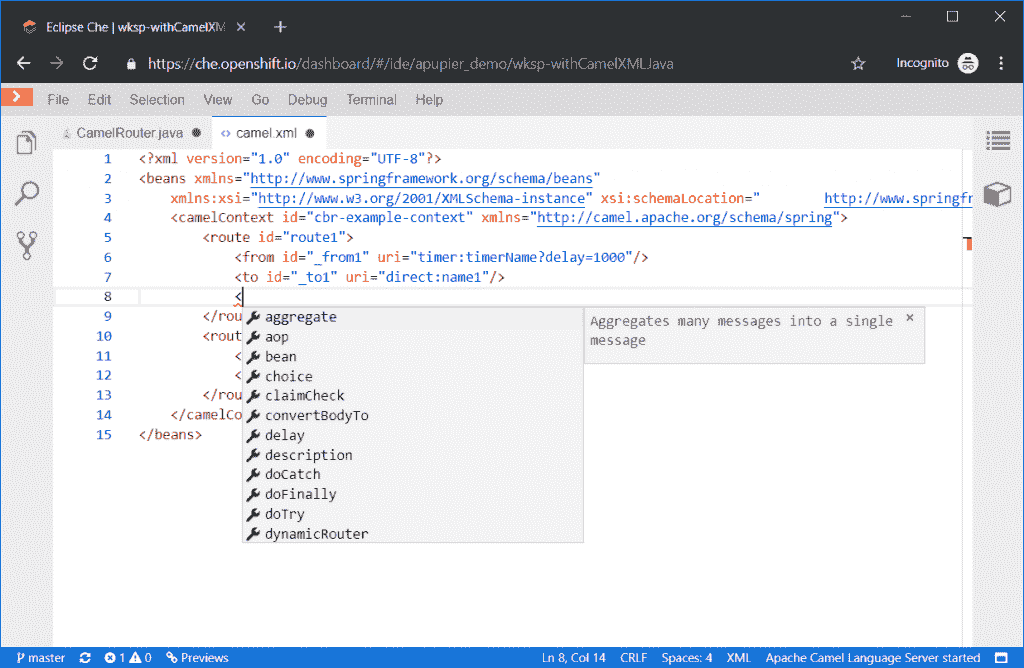 Eclipse Che | wksp-withCamelXM
https://che.openshift.io/dashboard/#/ide/apupier_demo/wksp-withCamelXMLJava
Incognito
File Edit Selection View Go Debug Terminal Help
CamelRouter.java camel.xml
1 <?xml version="1.0" encoding="UTF-8"?>
2 <beans xmlns="http://www.springframework.org/schema/beans"
3 xmlns:xsi="http://www.w3.org/2001/XMLSchema-instance" xsi:schemaLocation=" http://www.springfr
4 <camelContext id="cbr-example-context" xmlns="http://camel.apache.org/schema/spring">
5 <route id="route1">
6 <from id="_from1" uri="timer:timerName?delay=1000"/>
7 <to id="_to1" uri="direct:name1"/>
8 <
9 </rou
10 <rout
11 <
12 <
13 </rou
14 </camelCo
15 </beans>
aggregate
aop
bean
choice
claimCheck
convertBodyTo
delay
description
doCatch
doFinally
doTry
dynamicRouter
Aggregates many messages into a single
message
master 1 0 Previews Ln 8, Col 14 CRLF Spaces: 4 XML Apache Camel Language Server started